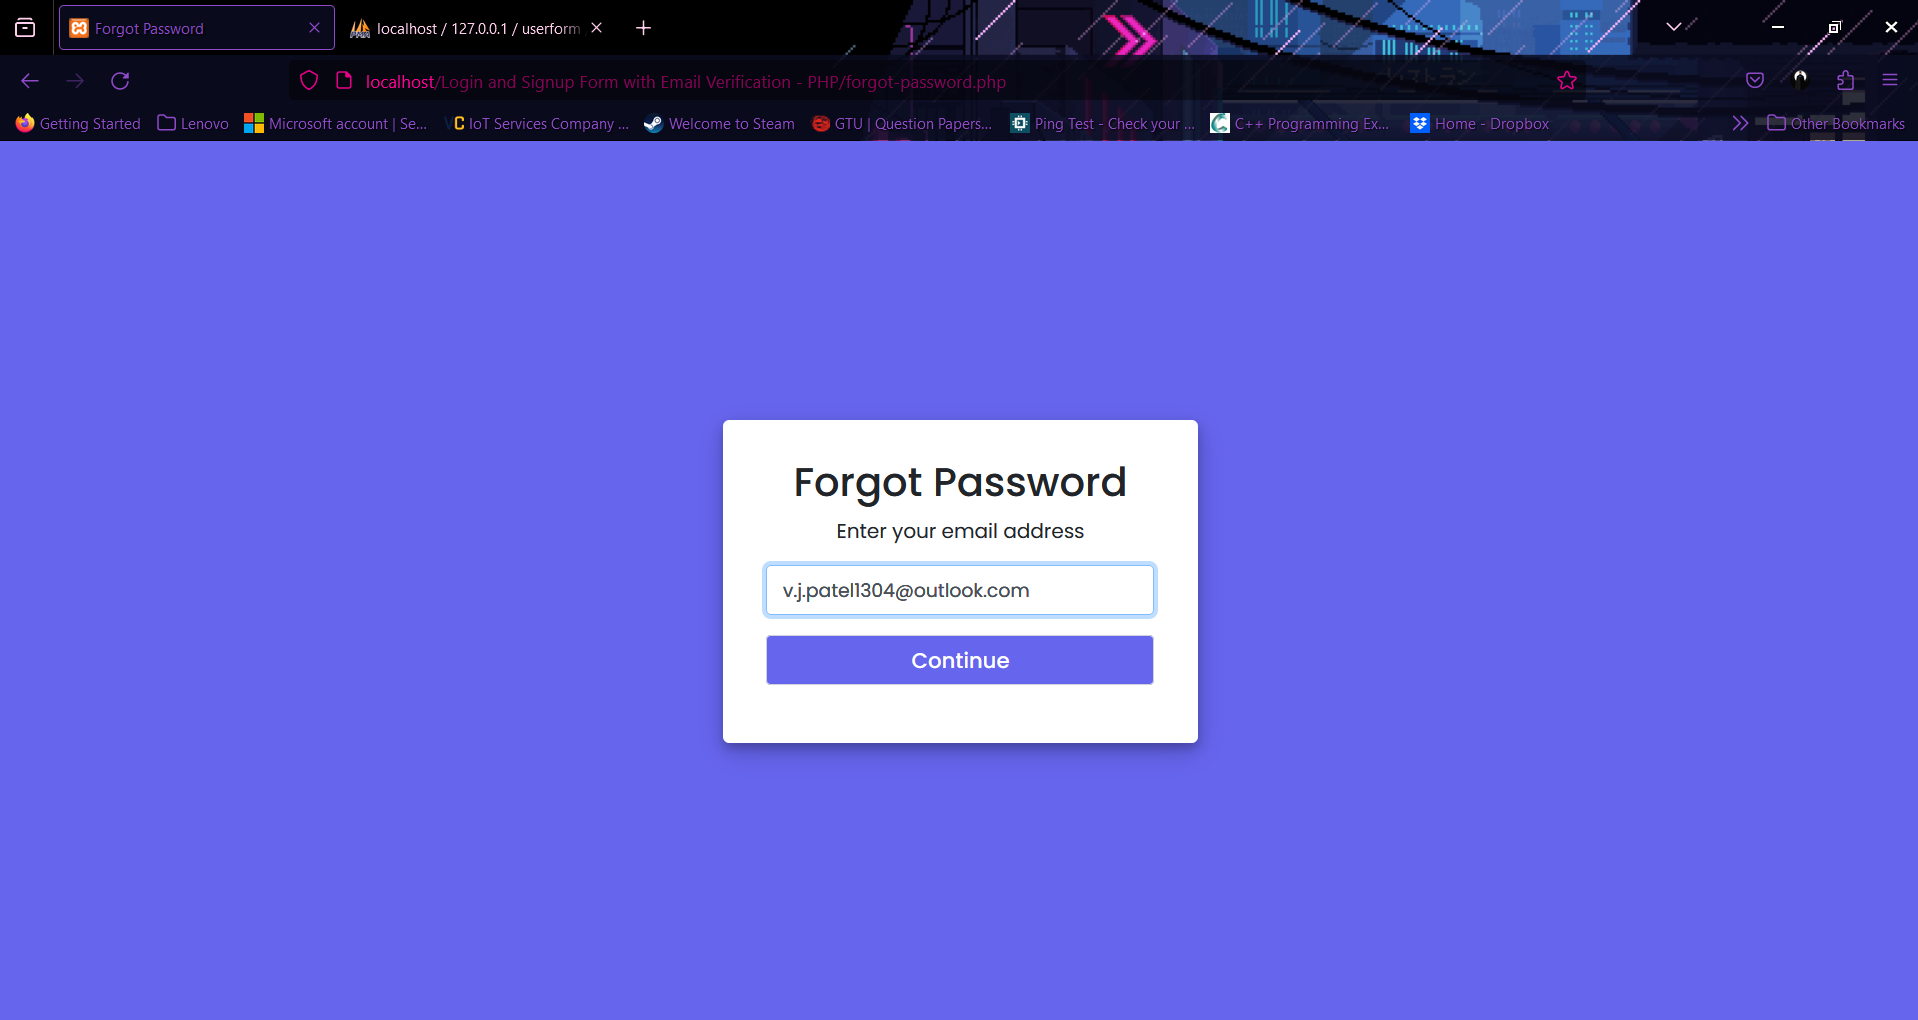 Forgot Password
localhost / 127.0.0.1 / userform
localhost/Login and Signup Form with Email Verification - PHP/forgot-password.php
Getting Started
Lenovo
Microsoft account | Se...
IoT Services Company ...
Welcome to Steam
GTU | Question Papers...
Ping Test - Check your ...
C++ Programming Ex...
Home - Dropbox
Other Bookmarks
Forgot Password
Enter your email address
v.j.patel1304@outlook.com
Continue